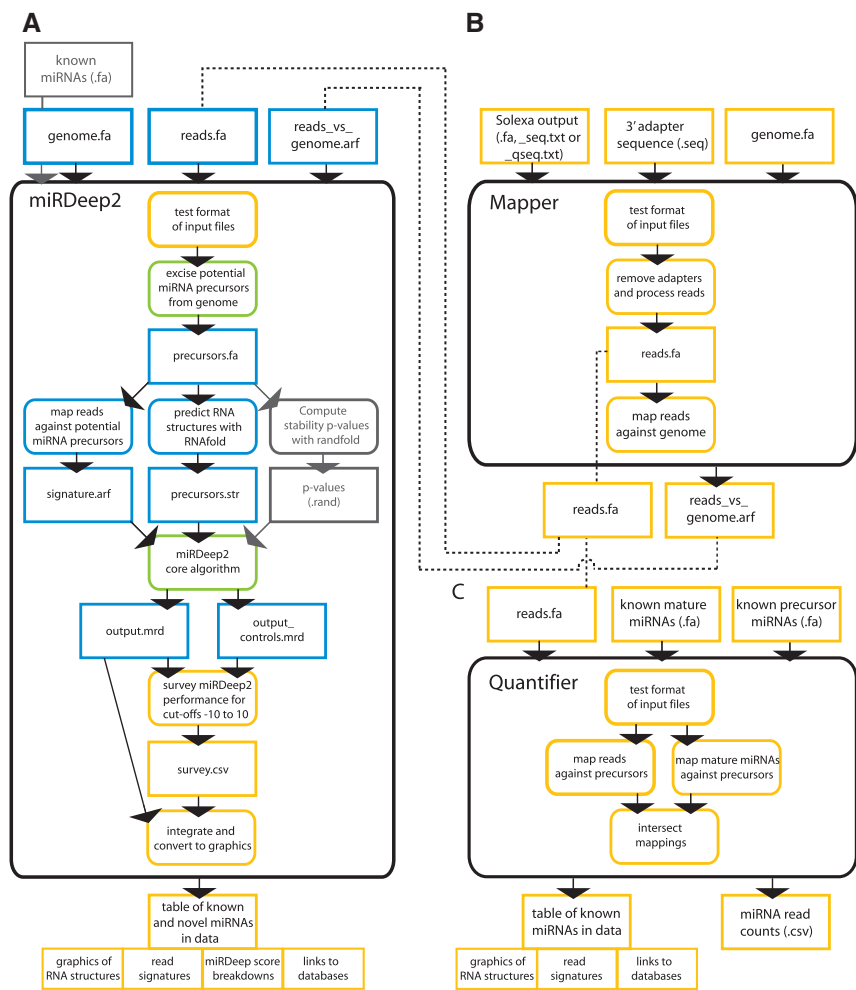 A
known
miRNAs (.fa)
genome.fa
reads.fa
reads_vs_
genome.arf
miRDeep2
test format
of input files
excise potential
miRNA precursors
from genome
precursors.fa
map reads
against potential
miRNA precursors
predict RNA
structures with
RNAfold
Compute
stability p-values
with randfold
signature.arf
precursors.str
p-values
(.rand)
miRDeep2
core algorithm
output.mrd
output_
controls.mrd
survey miRDeep2
performance for
cut-offs -10 to 10
survey.csv
integrate and
convert to graphics
table of known
and novel miRNAs
in data
graphics of
RNA structures
read
signatures
miRDeep score
breakdowns
links to
databases
B
Solexa output
(.fa, _seq.txt or
_qseq.txt)
3' adapter
sequence (.seq)
genome.fa
Mapper
test format
of input files
remove adapters
and process reads
reads.fa
map reads
against genome
reads.fa
reads_vs_
genome.arf
C
reads.fa
known mature
miRNAs (.fa)
known precursor
miRNAs (.fa)
Quantifier
test format
of input files
map reads
against precursors
map mature miRNAs
against precursors
intersect
mappings
table of known
miRNAs in data
miRNA read
counts (.csv)
graphics of
RNA structures
read
signatures
links to
databases